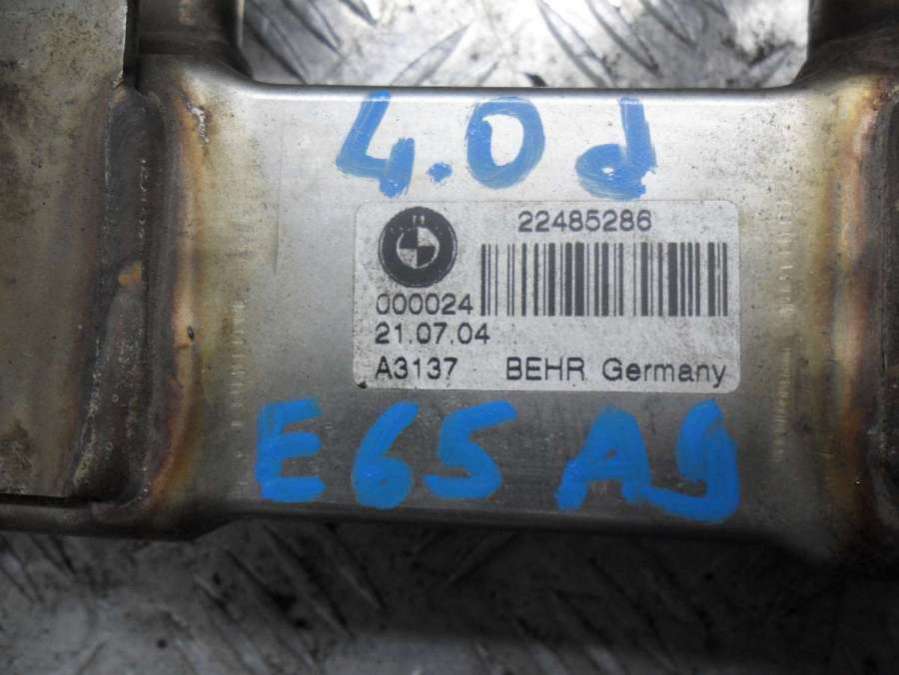 4.0d
22485286
000024
21.07.04
A3137 BEHR Germany
E65 A9